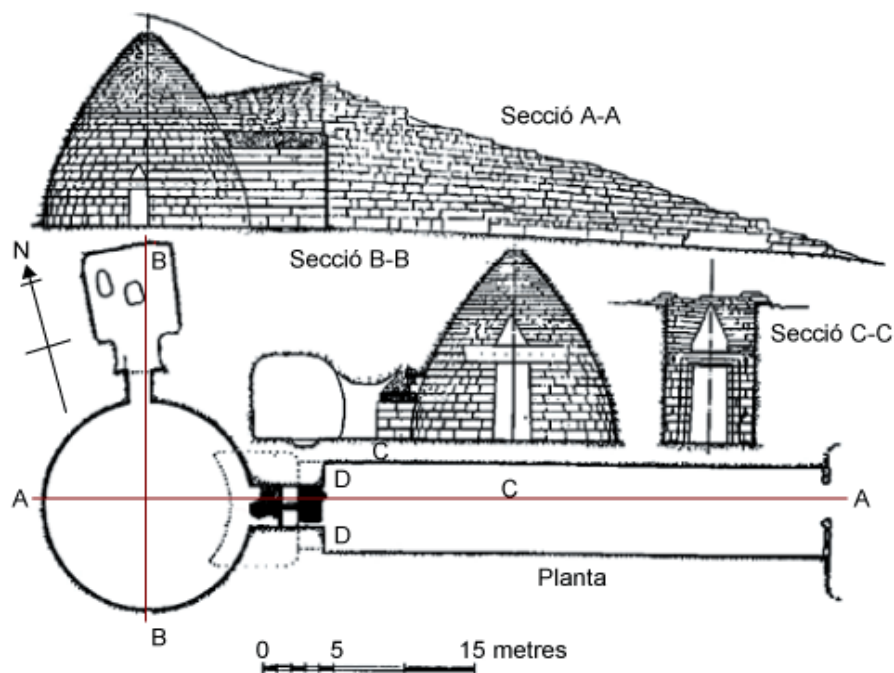 Secció A-A
N
B
Secció B-B
Secció C-C
C
D
A
C
A
D
Planta
B
0 5 15 metres